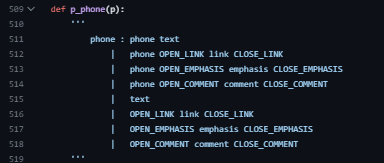 509 def p_phone(p):
510 '''
511 phone : phone text
512 | phone OPEN_LINK link CLOSE_LINK
513 | phone OPEN_EMPHASIS emphasis CLOSE_EMPHASIS
514 | phone OPEN_COMMENT comment CLOSE_COMMENT
515 | text
516 | OPEN_LINK link CLOSE_LINK
517 | OPEN_EMPHASIS emphasis CLOSE_EMPHASIS
518 | OPEN_COMMENT comment CLOSE_COMMENT
519 '''